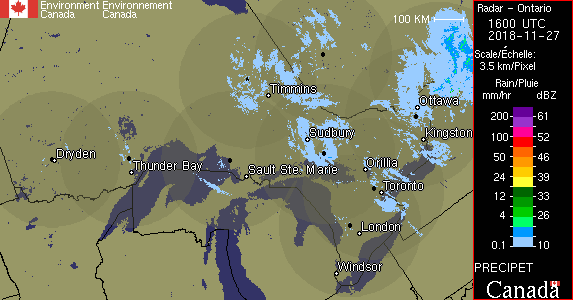 Environment Environnement
Canada Canada
100 KM
Timmins
Ottawa
Sudbury
Kingston
Dryden
Thunder Bay
Sault Ste. Marie
Orillia
Toronto
London
Windsor
Radar - Ontario
1600 UTC
2018-11-27
Scale/Échelle:
3.5 km/Pixel
Rain/Pluie
mm/hr dBZ
200 61
100 52
50 46
24 39
12 33
4 26
0.1 10
PRECIPET
Canada